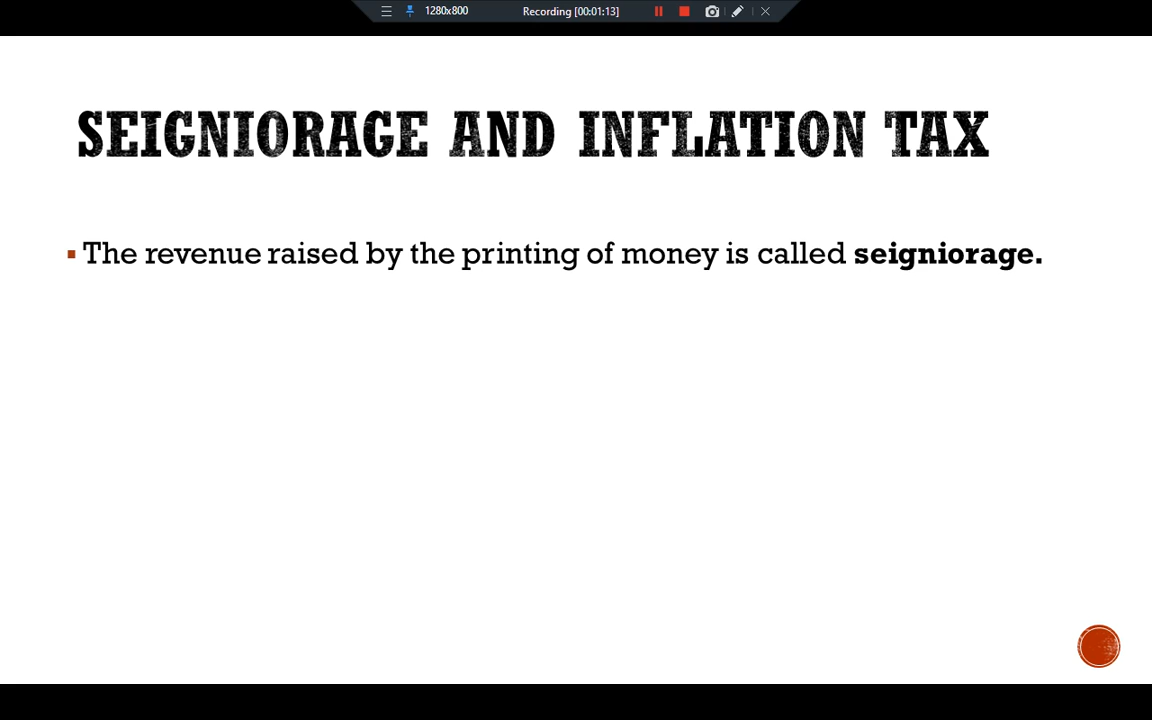 1280x800
Recording [00:01:13]
SEIGNIORAGE AND INFLATION TAX
▪ The revenue raised by the printing of money is called seigniorage.